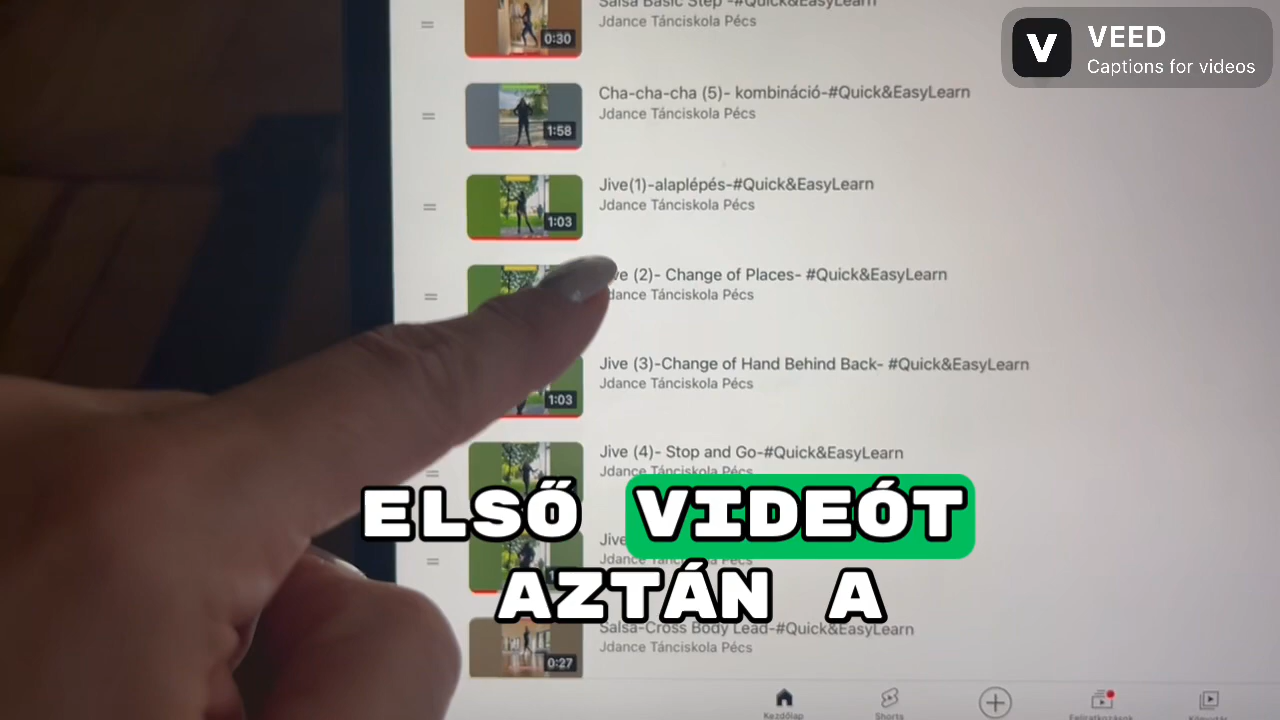 Salsa Basic Step -#Quick&EasyLearn
Jdance Tánciskola Pécs
0:30
VEED
Captions for videos
Cha-cha-cha (5)- kombináció-#Quick&EasyLearn
Jdance Tánciskola Pécs
1:58
Jive(1)-alaplépés-#Quick&EasyLearn
Jdance Tánciskola Pécs
1:03
(2)- Change of Places- #Quick&EasyLearn
Tánciskola Pécs
Jive (3)-Change of Hand Behind Back- #Quick&EasyLearn
Jdance Tánciskola Pécs
1:03
Jive (4)- Stop and Go-#Quick&EasyLearn
Jdance Tánciskola Pécs
ELSŐ VIDEÓT
Jive
AZTÁN A
Salsa-Cross Body Lead-#Quick&EasyLearn
Jdance Tánciskola Pécs
0:27
Kezdőlap
Shorts